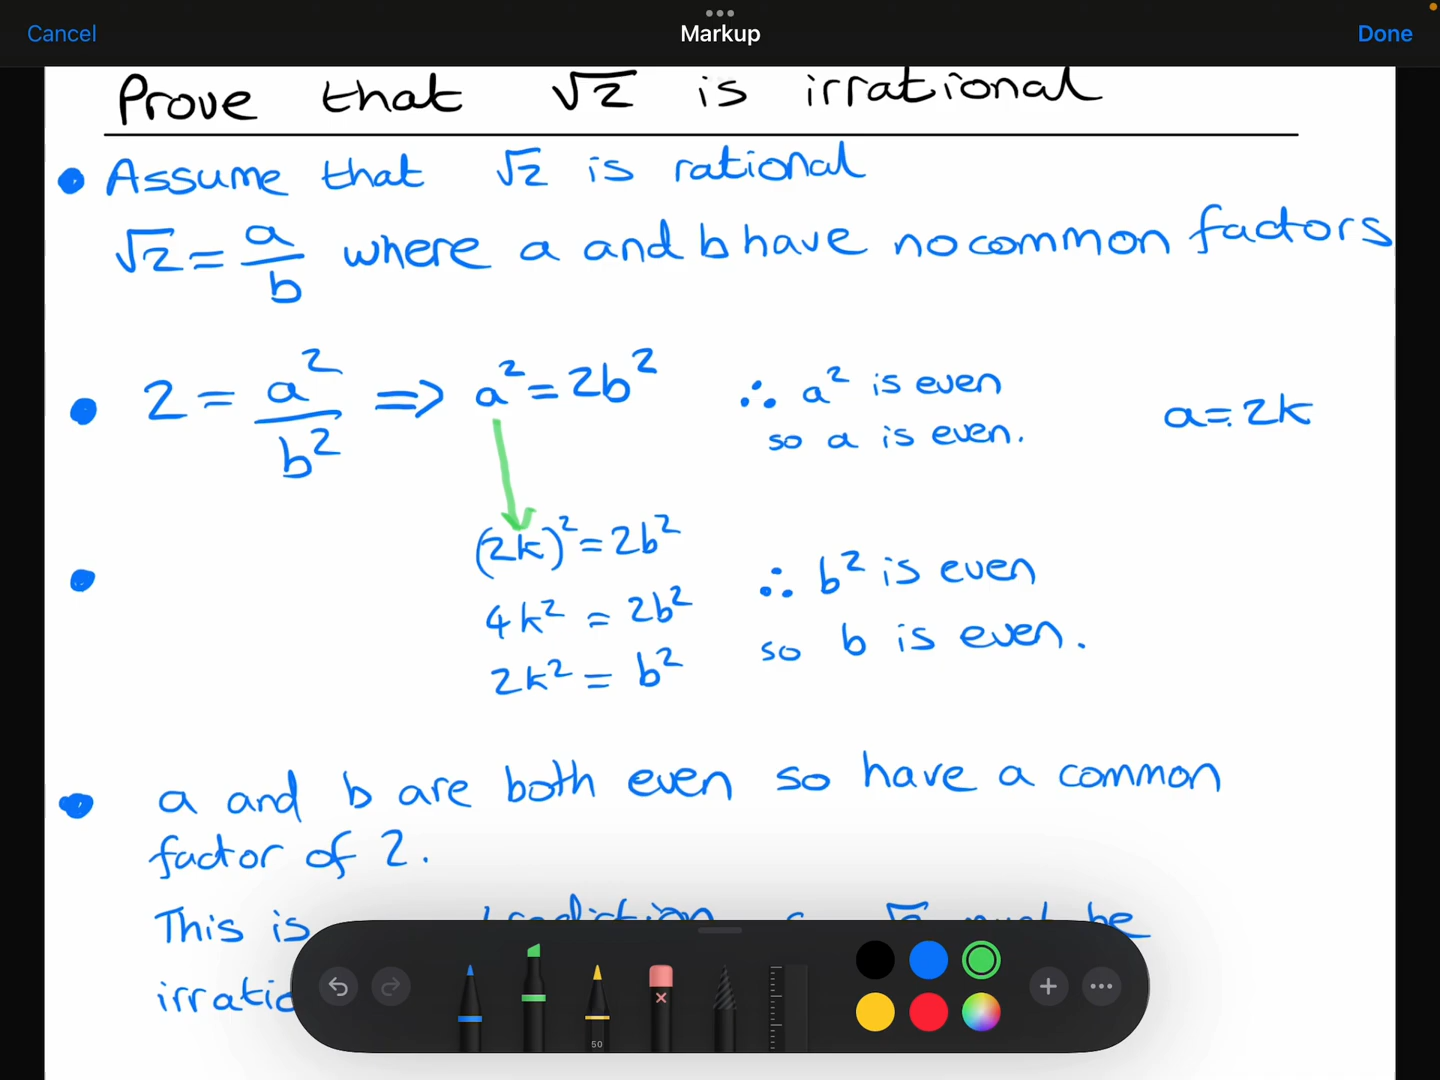 Cancel
Markup
Done
Prove that √2 is irrational
• Assume that √2 is rational
√2 = a/b where a and b have no common factors
• 2 = a²/b² => a² = 2b² ∴ a² is even
so a is even. a = 2k
• (2k)² = 2b²
4k² = 2b² ∴ b² is even
2k² = b² so b is even.
• a and b are both even so have a common
factor of 2.
This is √2 must be
50